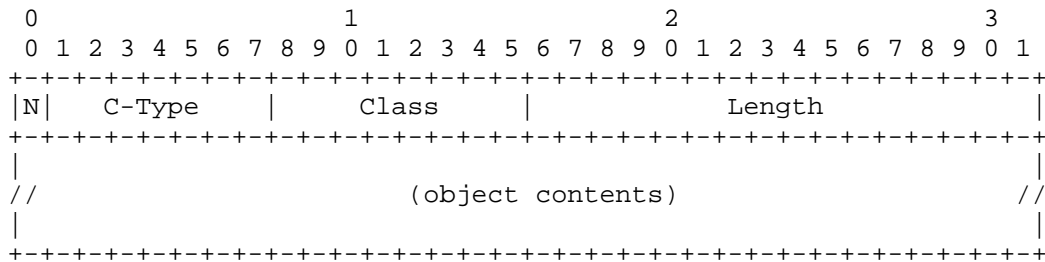 0                   1                   2                   3
 0 1 2 3 4 5 6 7 8 9 0 1 2 3 4 5 6 7 8 9 0 1 2 3 4 5 6 7 8 9 0 1
+-+-+-+-+-+-+-+-+-+-+-+-+-+-+-+-+-+-+-+-+-+-+-+-+-+-+-+-+-+-+-+-+
|N|   C-Type    |     Class     |            Length             |
+-+-+-+-+-+-+-+-+-+-+-+-+-+-+-+-+-+-+-+-+-+-+-+-+-+-+-+-+-+-+-+-+
|                                                               |
//                       (object contents)                     //
|                                                               |
+-+-+-+-+-+-+-+-+-+-+-+-+-+-+-+-+-+-+-+-+-+-+-+-+-+-+-+-+-+-+-+-+